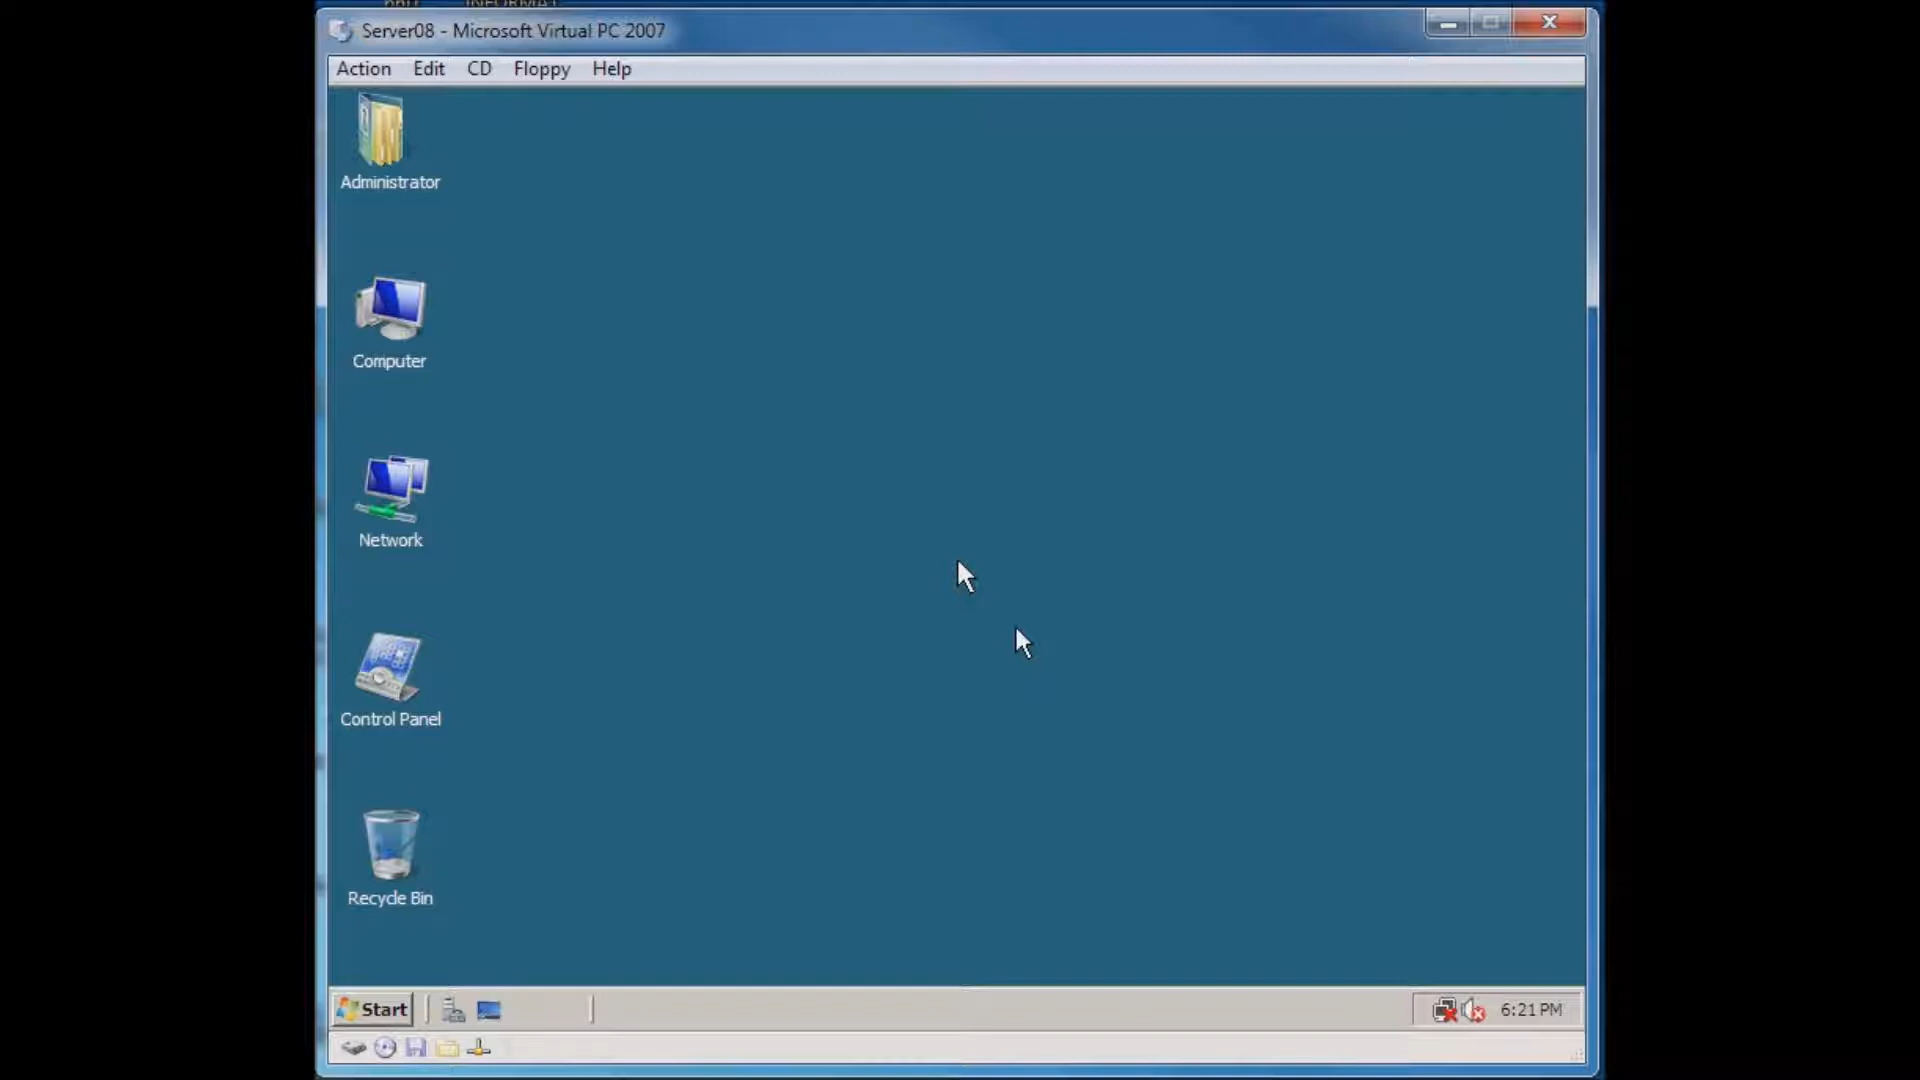 Server08 - Microsoft Virtual PC 2007
Action Edit CD Floppy Help
Administrator
Computer
Network
Control Panel
Recycle Bin
Start
6:21 PM